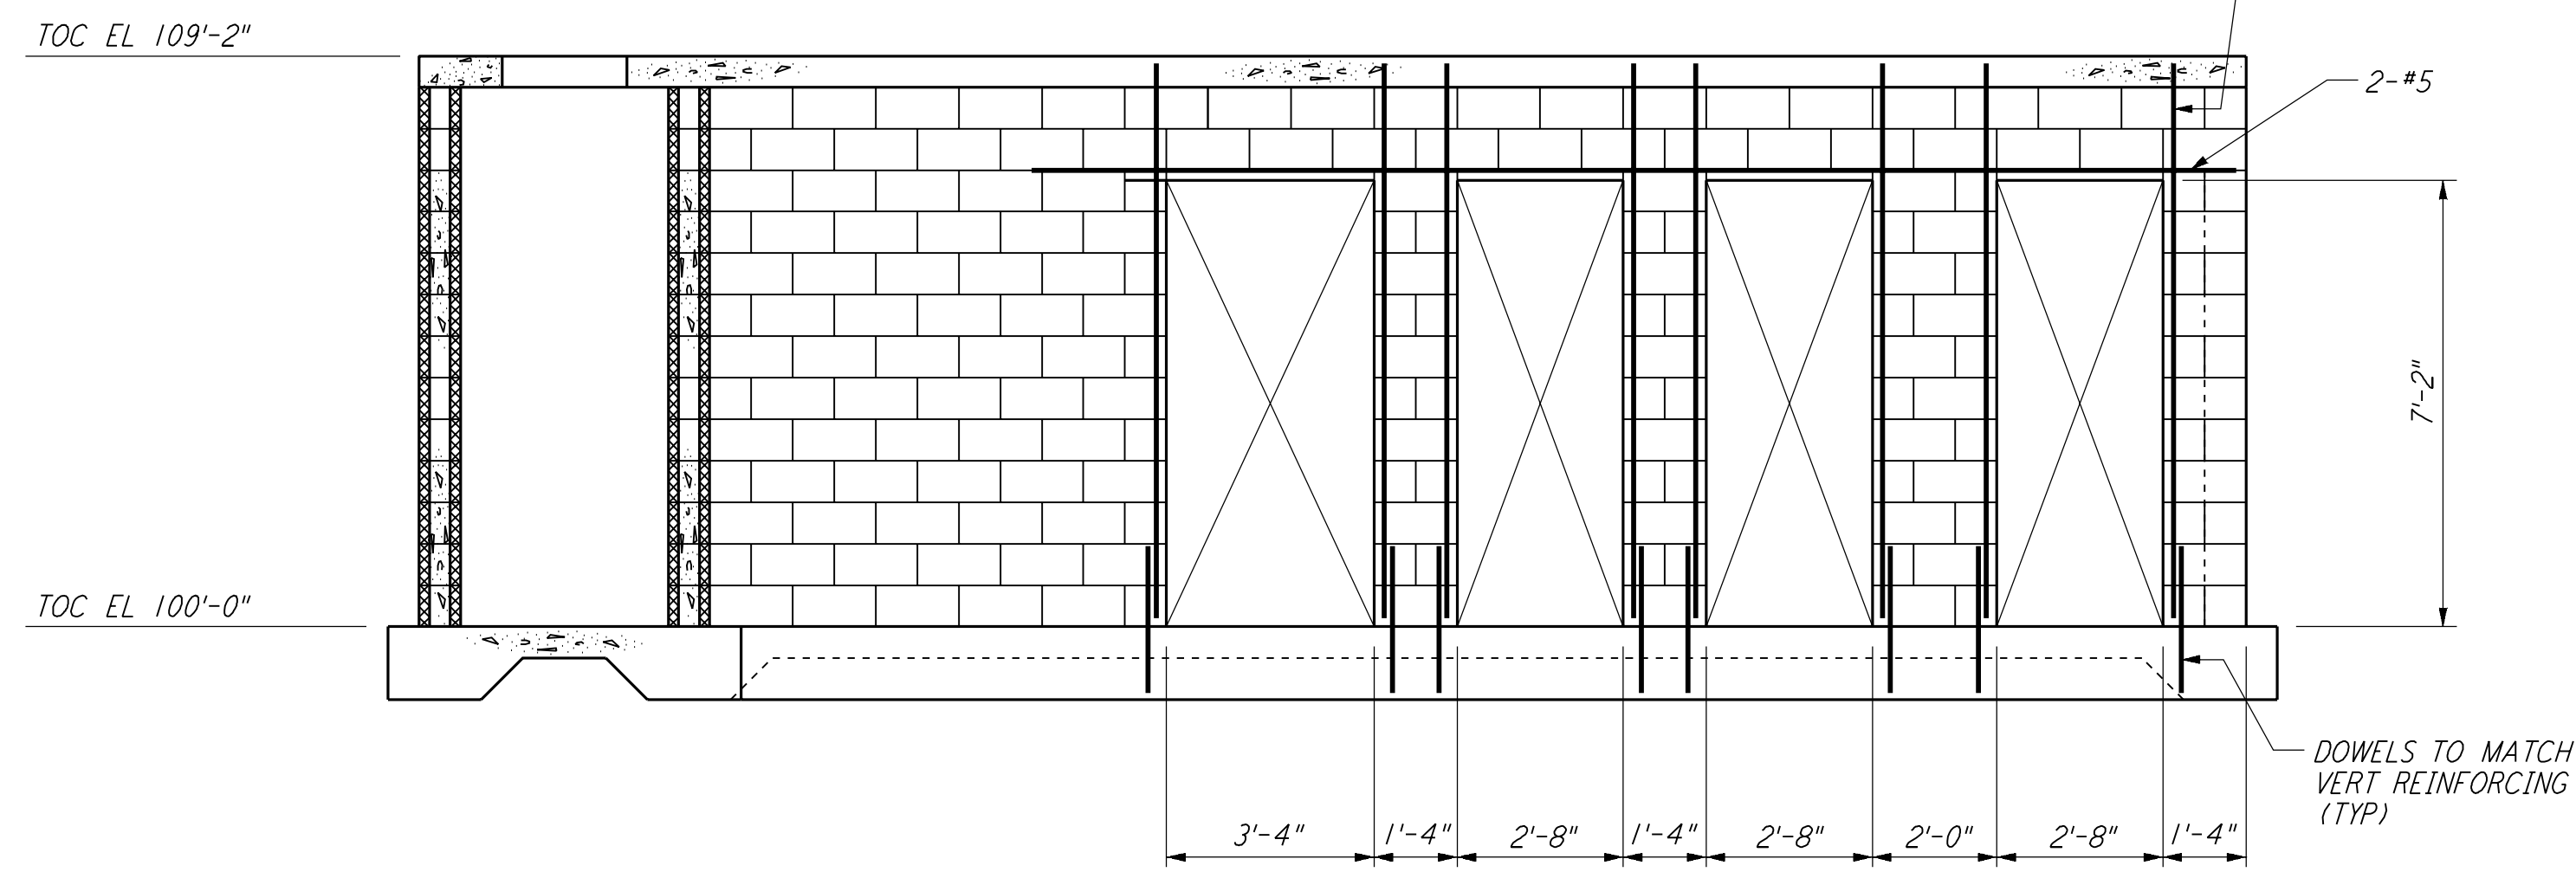 TOC EL 109'-2"
2-#5
7'-2"
TOC EL 100'-0"
DOWELS TO MATCH
VERT REINFORCING
(TYP)
3'-4" 1'-4" 2'-8" 1'-4" 2'-8" 2'-0" 2'-8" 1'-4"